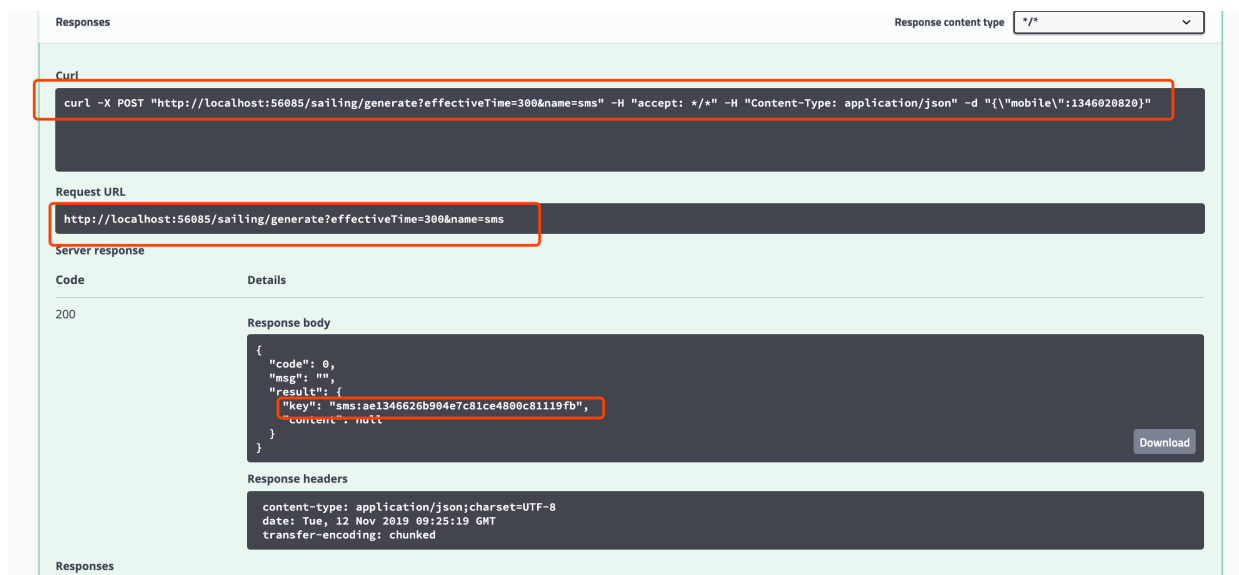 Responses
Response content type
*/*
Curl
curl -X POST "http://localhost:56085/sailing/generate?effectiveTime=300&name=sms" -H "accept: */*" -H "Content-Type: application/json" -d "{\"mobile\":1346020820}"
Request URL
http://localhost:56085/sailing/generate?effectiveTime=300&name=sms
Server response
Code Details
200
Response body
{
"code": 0,
"msg": "",
"result": {
"key": "sms:ae1346626b904e7c81ce4800c81119fb",
"content": null
}
}
Download
Response headers
content-type: application/json;charset=UTF-8
date: Tue, 12 Nov 2019 09:25:19 GMT
transfer-encoding: chunked
Responses